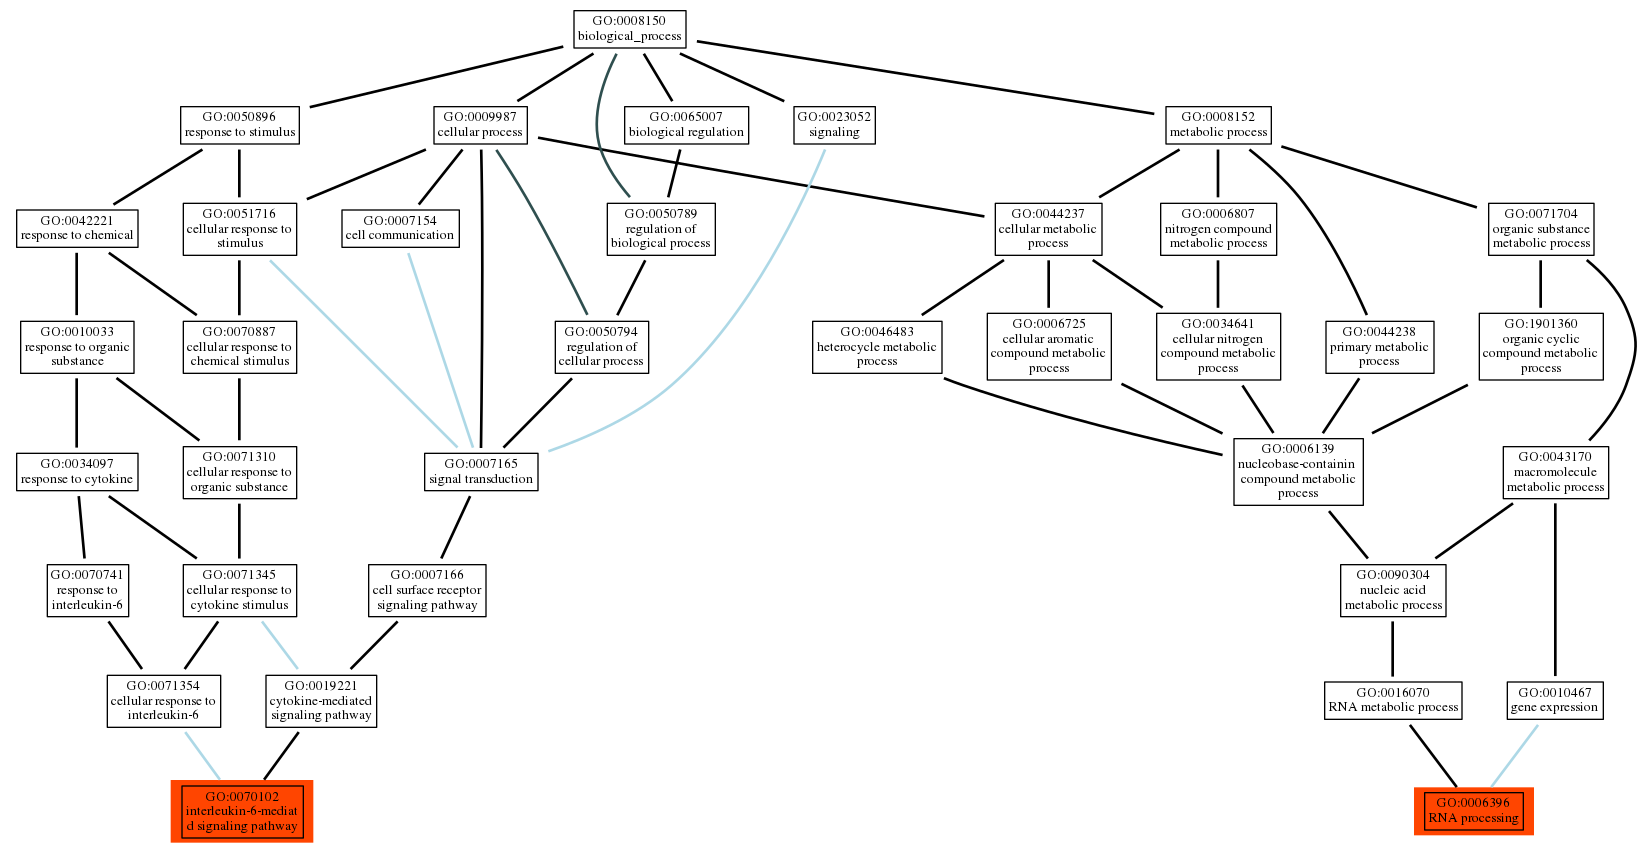 GO:0008150
biological_process
GO:0050896
response to stimulus
GO:0009987
cellular process
GO:0065007
biological regulation
GO:0023052
signaling
GO:0008152
metabolic process
GO:0042221
response to chemical
GO:0051716
cellular response to
stimulus
GO:0007154
cell communication
GO:0050789
regulation of
biological process
GO:0044237
cellular metabolic
process
GO:0006807
nitrogen compound
metabolic process
GO:0071704
organic substance
metabolic process
GO:0010033
response to organic
substance
GO:0070887
cellular response to
chemical stimulus
GO:0050794
regulation of
cellular process
GO:0046483
heterocycle metabolic
process
GO:0006725
cellular aromatic
compound metabolic
process
GO:0034641
cellular nitrogen
compound metabolic
process
GO:0044238
primary metabolic
process
GO:1901360
organic cyclic
compound metabolic
process
GO:0034097
response to cytokine
GO:0071310
cellular response to
organic substance
GO:0007165
signal transduction
GO:0006139
nucleobase-containin
compound metabolic
process
GO:0043170
macromolecule
metabolic process
GO:0070741
response to
interleukin-6
GO:0071345
cellular response to
cytokine stimulus
GO:0007166
cell surface receptor
signaling pathway
GO:0090304
nucleic acid
metabolic process
GO:0071354
cellular response to
interleukin-6
GO:0019221
cytokine-mediated
signaling pathway
GO:0016070
RNA metabolic process
GO:0010467
gene expression
GO:0070102
interleukin-6-mediat
d signaling pathway
GO:0006396
RNA processing